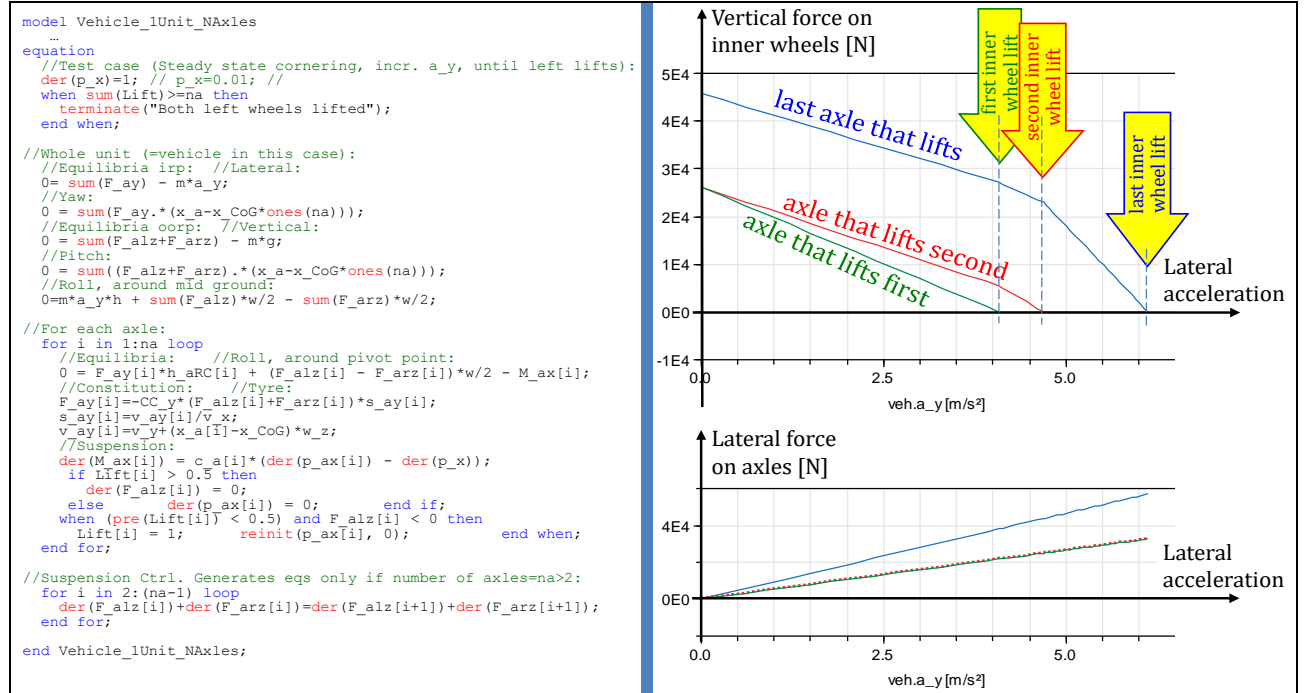 model Vehicle_1Unit_NAxles
…
equation
//Test case (Steady state cornering, incr. a_y, until left lifts):
der(p_x)=1; // p_x=0.01; //
when sum(Lift)>=na then
terminate("Both left wheels lifted");
end when;
//Whole unit (=vehicle in this case):
//Equilibria irp: //Lateral:
0= sum(F_ay) - m*a_y;
//Yaw:
0 = sum(F_ay.*(x_a-x_CoG*ones(na)));
//Equilibria oorp: //Vertical:
0 = sum(F_alz+F_arz) - m*g;
//Pitch:
0 = sum((F_alz+F_arz).*(x_a-x_CoG*ones(na)));
//Roll, around mid ground:
0=m*a_y*h + sum(F_alz)*w/2 - sum(F_arz)*w/2;
//For each axle:
for i in 1:na loop
//Equilibria: //Roll, around pivot point:
0 = F_ay[i]*h_aRC[i] + (F_alz[i] - F_arz[i])*w/2 - M_ax[i];
//Constitution: //Tyre:
F_ay[i]=-CC_y*(F_alz[i]+F_arz[i])*s_ay[i];
s_ay[i]=v_ay[i]/v_x;
v_ay[i]=v_y+(x_a[i]-x_CoG)*w_z;
//Suspension:
der(M_ax[i]) = c_a[i]*(der(p_ax[i]) - der(p_x));
if Lift[i] > 0.5 then
der(F_alz[i]) = 0;
else der(p_ax[i]) = 0; end if;
when (pre(Lift[i]) < 0.5) and F_alz[i] < 0 then
Lift[i] = 1; reinit(p_ax[i], 0); end when;
end for;
//Suspension Ctrl. Generates eqs only if number of axles=na>2:
for i in 2:(na-1) loop
der(F_alz[i])+der(F_arz[i])=der(F_alz[i+1])+der(F_arz[i+1]);
end for;
end Vehicle_1Unit_NAxles;
Vertical force on
inner wheels [N]
5E4
4E4
3E4
2E4
1E4
0E0
-1E4
last axle that lifts
axle that lifts second
axle that lifts first
first inner
wheel lift
second inner
wheel lift
last inner
wheel lift
Lateral
acceleration
0.0
2.5
5.0
veh.a_y [m/s²]
Lateral force
on axles [N]
4E4
0E0
Lateral
acceleration
0.0
2.5
5.0
veh.a_y [m/s²]